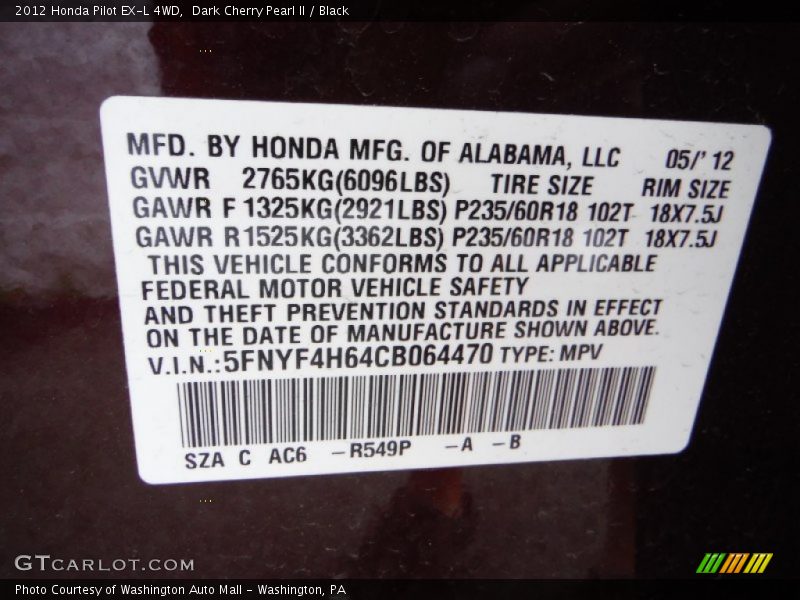 2012 Honda Pilot EX-L 4WD, Dark Cherry Pearl II / Black
MFD. BY HONDA MFG. OF ALABAMA, LLC 05/' 12
GVWR 2765KG(6096LBS) TIRE SIZE RIM SIZE
GAWR F 1325KG(2921LBS) P235/60R18 102T 18X7.5J
GAWR R1525KG(3362LBS) P235/60R18 102T 18X7.5J
THIS VEHICLE CONFORMS TO ALL APPLICABLE
FEDERAL MOTOR VEHICLE SAFETY
AND THEFT PREVENTION STANDARDS IN EFFECT
ON THE DATE OF MANUFACTURE SHOWN ABOVE.
V.I.N.:5FNYF4H64CB064470 TYPE: MPV
SZA C AC6 -R549P -A -B
GTCARLOT.COM
Photo Courtesy of Washington Auto Mall - Washington, PA